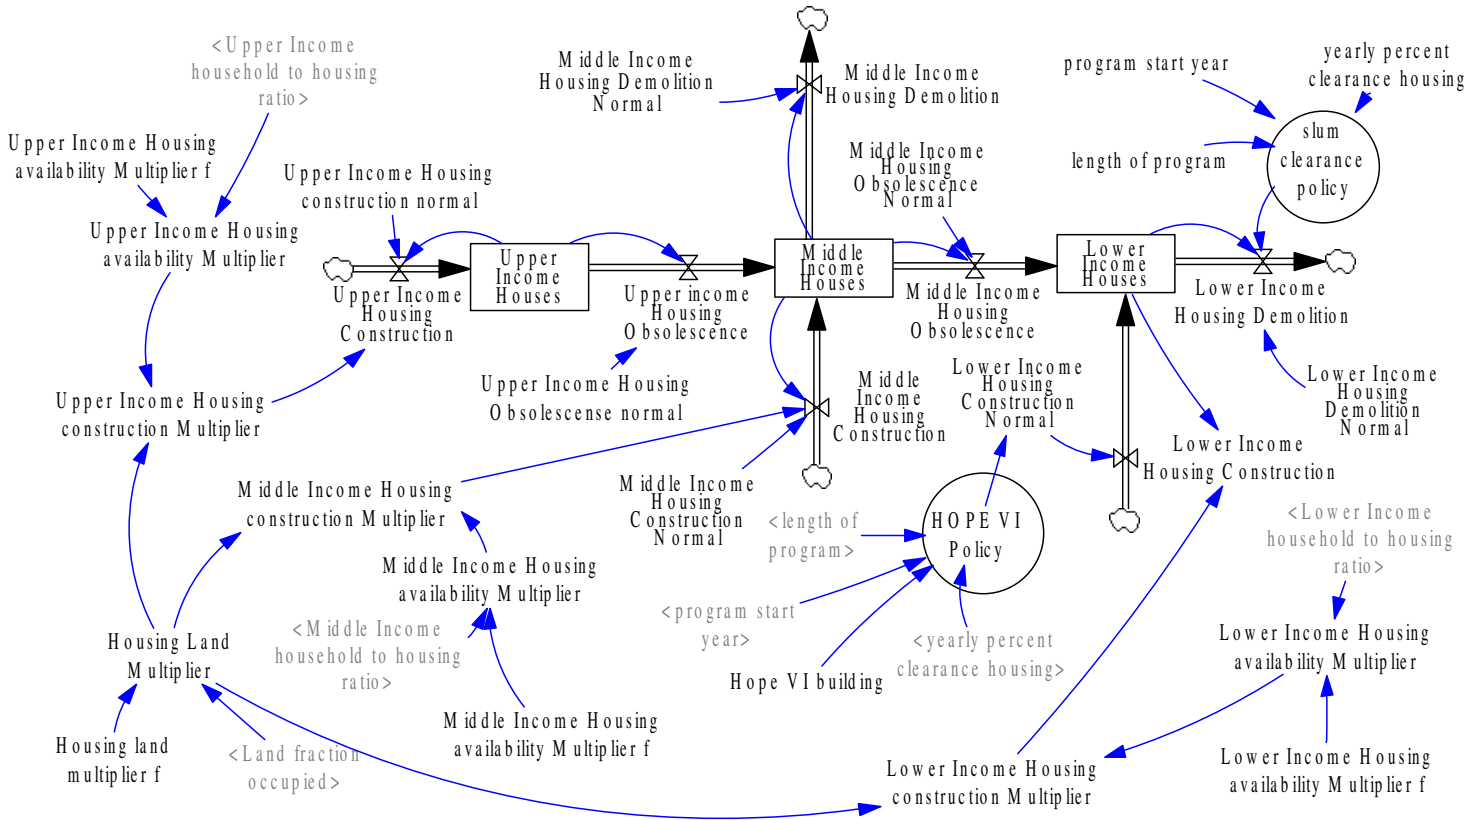 <Upper Income
household to housing
ratio>
Upper Income Housing
availability Multiplier f
Upper Income Housing
availability Multiplier
Upper Income Housing
construction normal
Upper Income
Housing
Construction
Upper
Income
Houses
Upper income
Housing
Obsolescence
Upper Income Housing
Obsolescense normal
Upper Income Housing
construction Multiplier
Middle Income
Housing Demolition
Normal
Middle Income
Housing Demolition
Middle Income
Housing
Obsolescence
Normal
Middle
Income
Houses
Middle Income
Housing
Obsolescence
Middle
Income
Housing
Construction
Middle Income
Housing
Construction
Normal
Middle Income Housing
construction Multiplier
Middle Income Housing
availability Multiplier
<Middle Income
household to housing
ratio>
Middle Income Housing
availability Multiplier f
Housing Land
Multiplier
Housing land
multiplier f
<Land fraction
occupied>
program start year
yearly percent
clearance housing
length of program
slum
clearance
policy
Lower
Income
Houses
Lower Income
Housing Demolition
Lower Income
Housing
Demolition
Normal
Lower Income
Housing
Construction
Normal
Lower Income
Housing Construction
<length of
program>
HOPE VI
Policy
<program start
year>
Hope VI building
<yearly percent
clearance housing>
<Lower Income
household to housing
ratio>
Lower Income Housing
availability Multiplier
Lower Income Housing
availability Multiplier f
Lower Income Housing
construction Multiplier